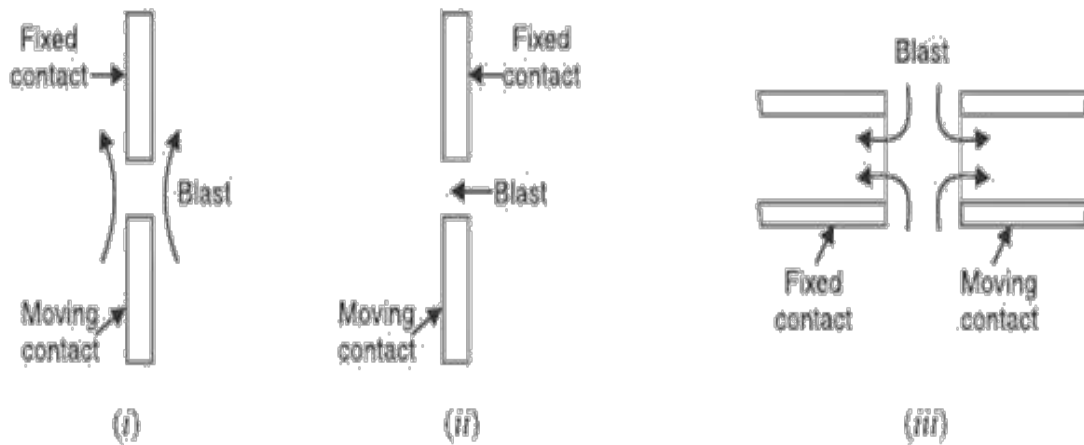 Fixed
contact
Blast
Moving
contact
(i)
Fixed
contact
Blast
Moving
contact
(ii)
Blast
Fixed
contact
Moving
contact
(iii)